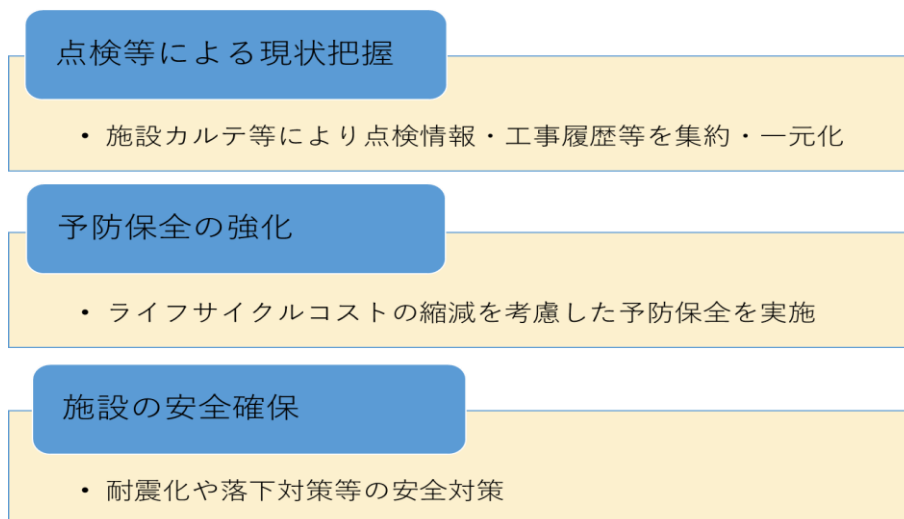 点検等による現状把握
• 施設カルテ等により点検情報・工事履歴等を集約・一元化
予防保全の強化
• ライフサイクルコストの縮減を考慮した予防保全を実施
施設の安全確保
• 耐震化や落下対策等の安全対策